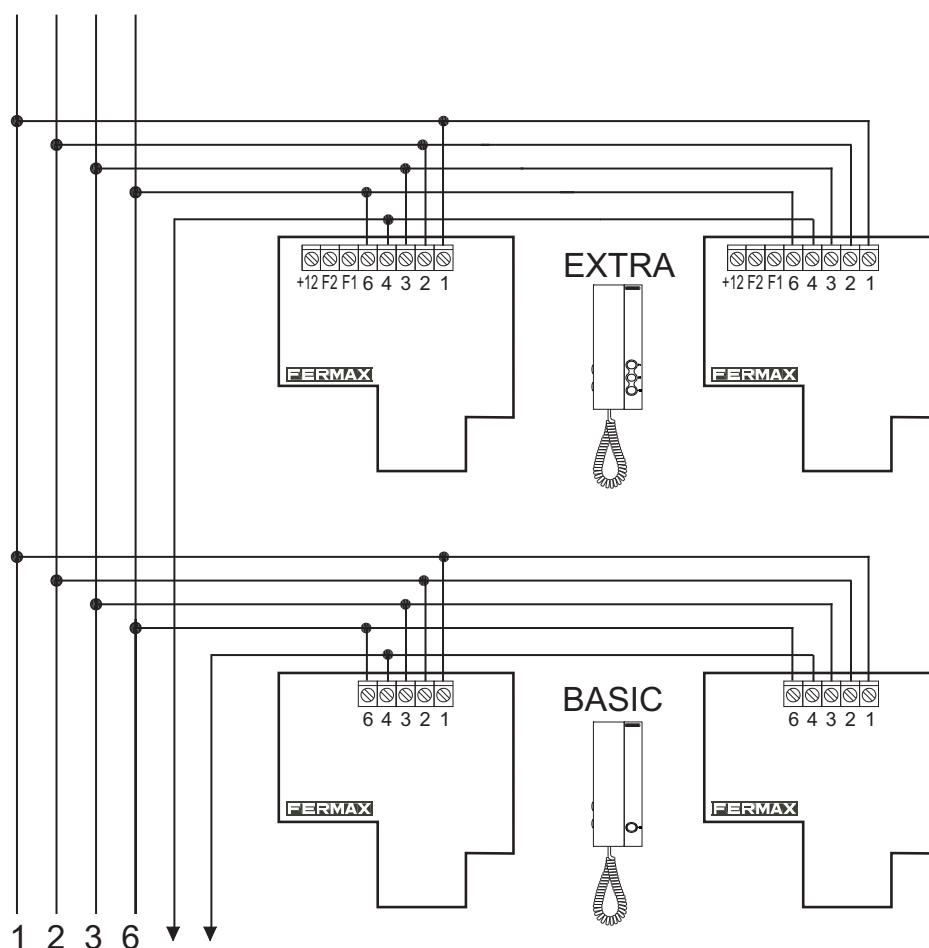 EXTRA
+12 F2 F1 6 4 3 2 1
+12 F2 F1 6 4 3 2 1
FERMAX
FERMAX
BASIC
6 4 3 2 1
6 4 3 2 1
FERMAX
FERMAX
1 2 3 6